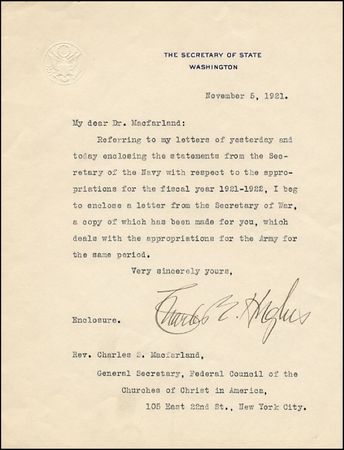 THE SECRETARY OF STATE
WASHINGTON
November 5, 1921.
My dear Dr. Macfarland:
Referring to my letters of yesterday and
today enclosing the statements from the Sec-
retary of the Navy with respect to the appro-
priations for the fiscal year 1921-1922, I beg
to enclose a letter from the Secretary of War,
a copy of which has been made for you, which
deals with the appropriations for the Army for
the same period.
Very sincerely yours,
Charles E. Hughes
Enclosure.
Rev. Charles S. Macfarland,
General Secretary, Federal Council of the
Churches of Christ in America,
105 East 22nd St., New York City.